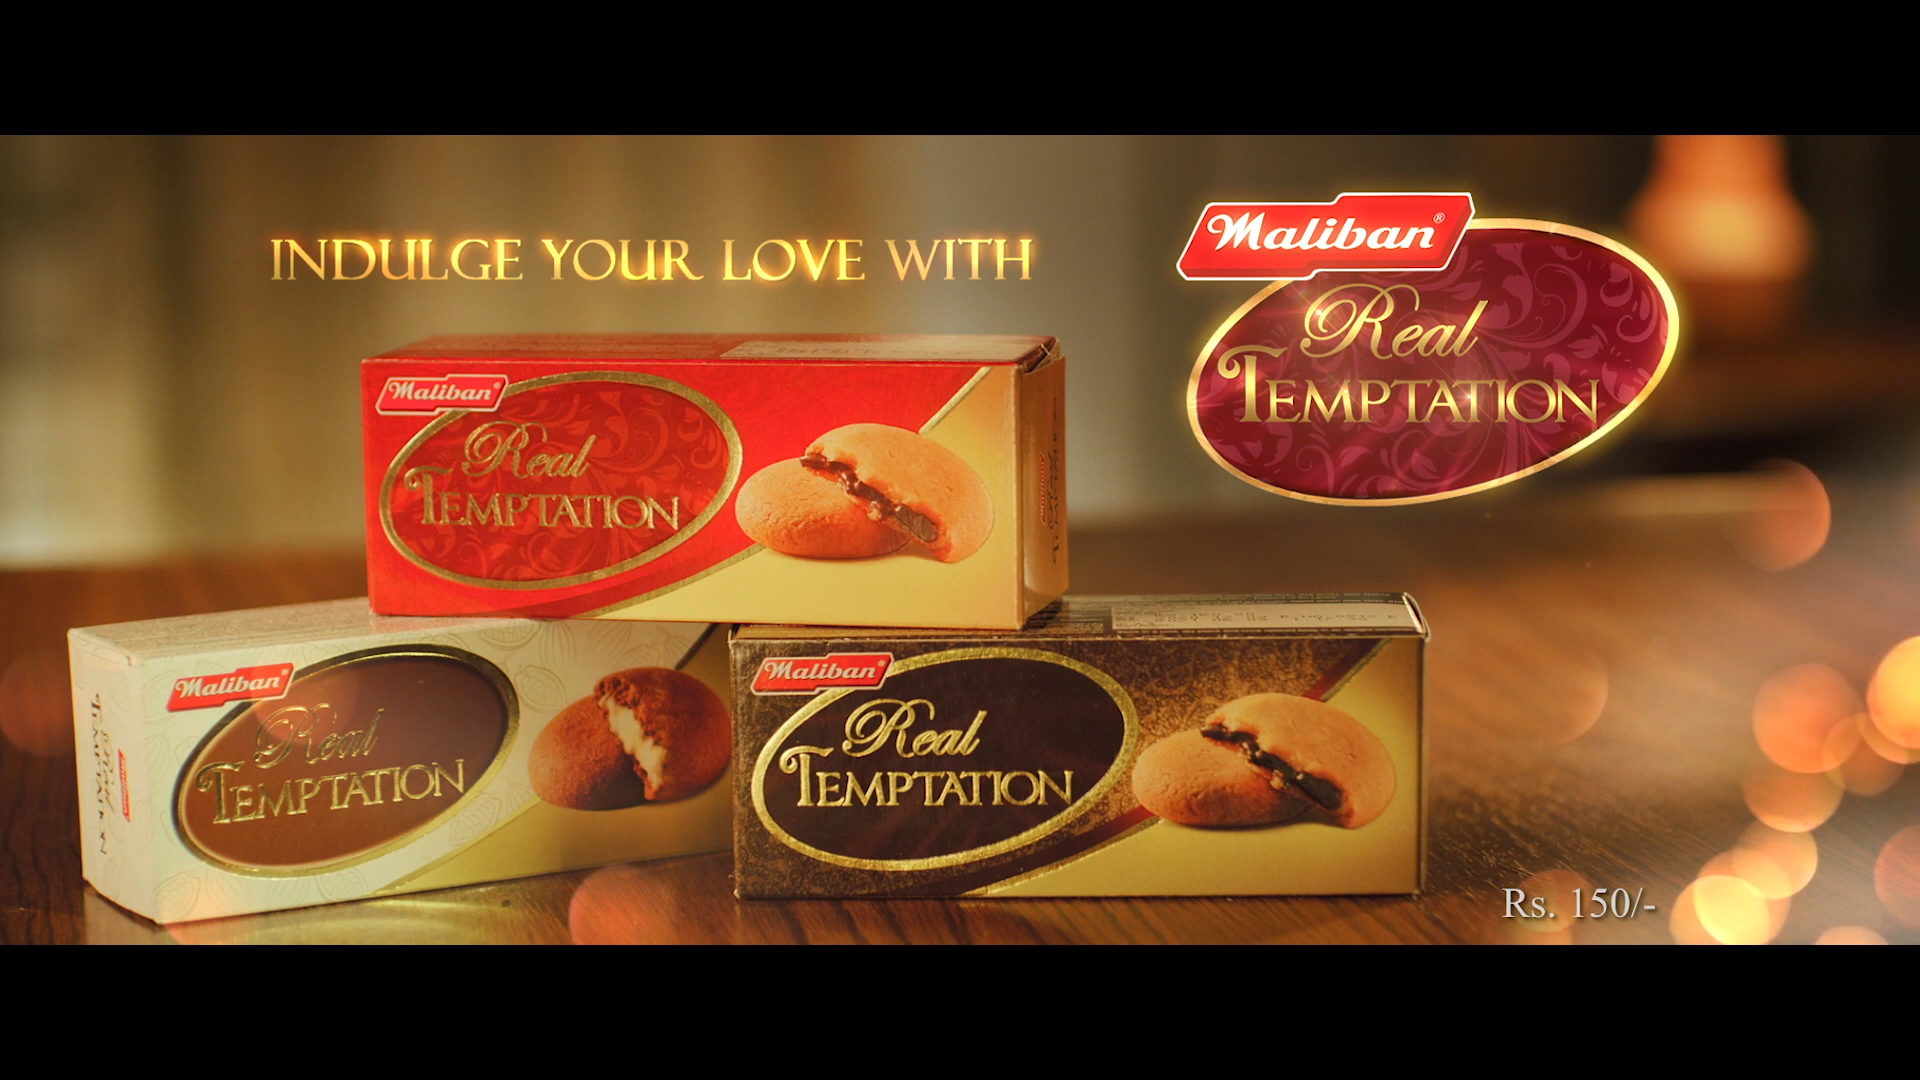 INDULGE YOUR LOVE WITH
Maliban®
Real
TEMPTATION
Maliban®
Real
TEMPTATION
Maliban®
Real
TEMPTATION
Maliban®
Real
TEMPTATION
Rs. 150/-